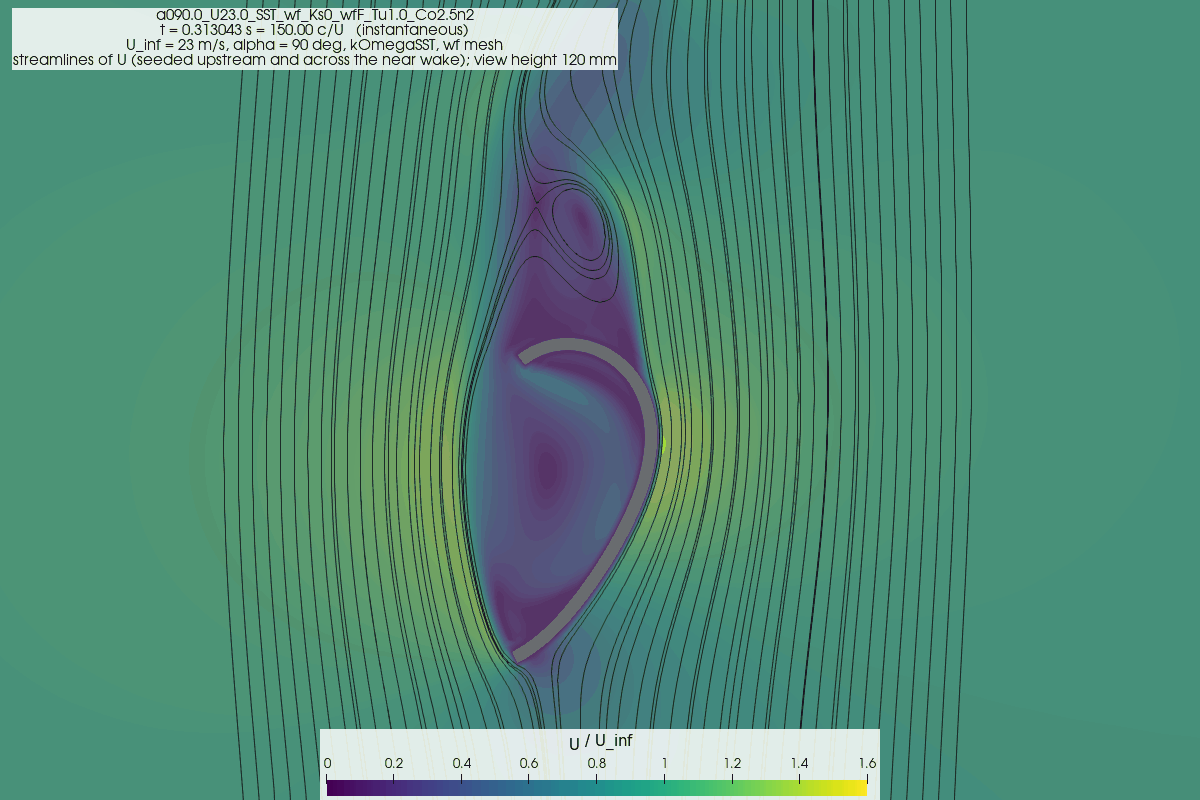 a090.0_U23.0_SST_wf_Ks0_wfF_Tu1.0_Co2.5n2
t = 0.313043 s = 150.00 c/U (instantaneous)
U_inf = 23 m/s, alpha = 90 deg, kOmegaSST, wf mesh
streamlines of U (seeded upstream and across the near wake); view height 120 mm
U / U_inf
0 0.2 0.4 0.6 0.8 1 1.2 1.4 1.6